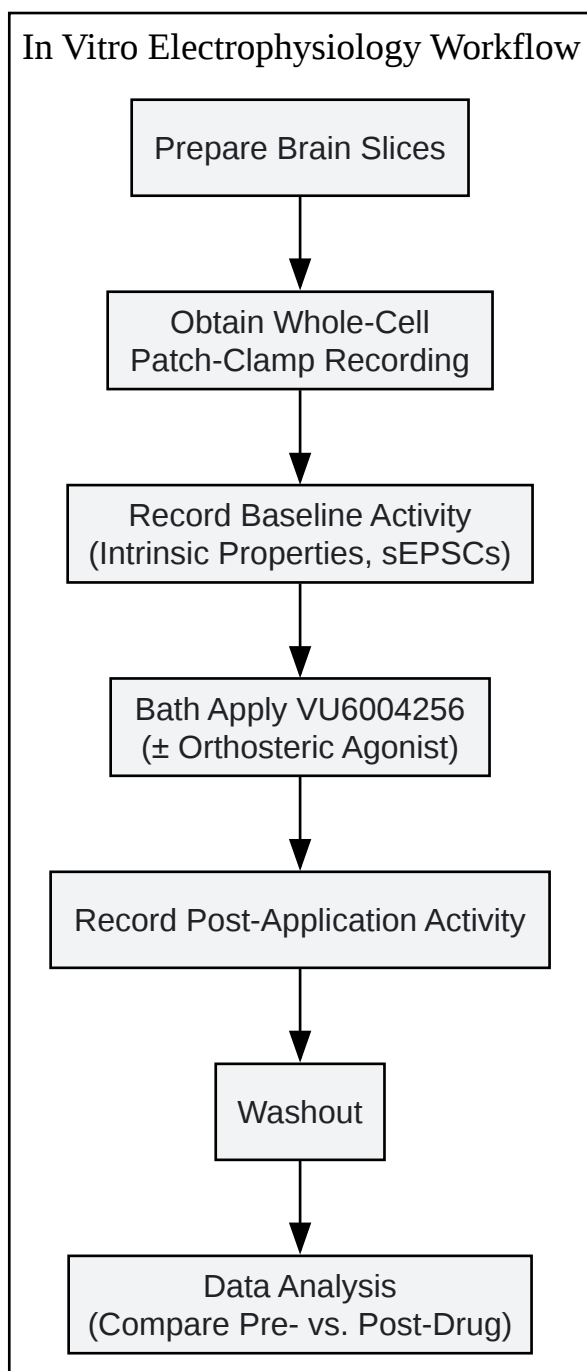 In Vitro Electrophysiology Workflow
Prepare Brain Slices
Obtain Whole-Cell
Patch-Clamp Recording
Record Baseline Activity
(Intrinsic Properties, sEPSCs)
Bath Apply VU6004256
(± Orthosteric Agonist)
Record Post-Application Activity
Washout
Data Analysis
(Compare Pre- vs. Post-Drug)